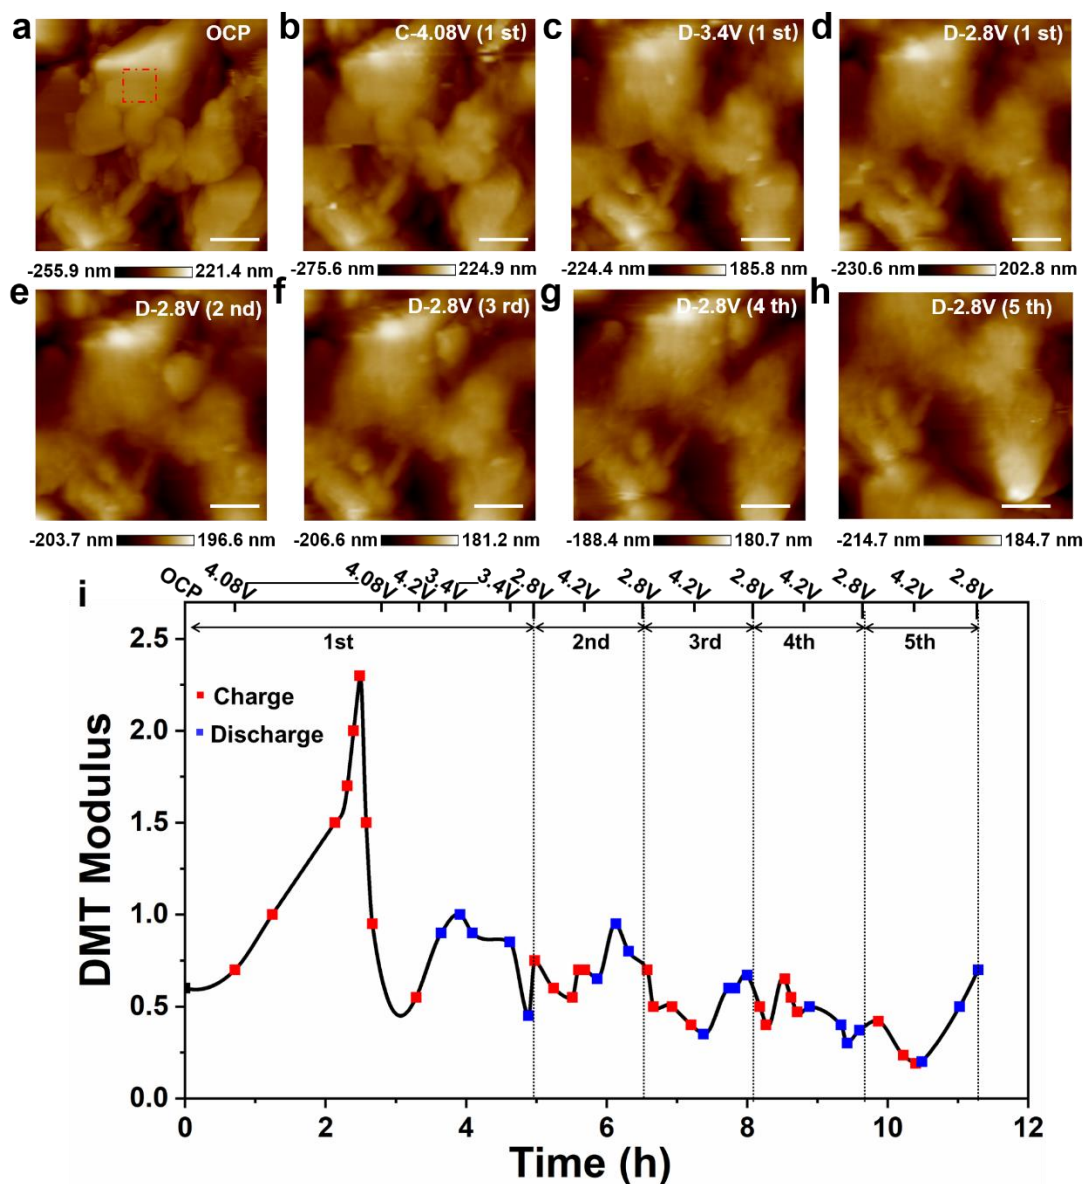 a OCP
b C-4.08V (1 st)
c D-3.4V (1 st)
d D-2.8V (1 st)
-255.9 nm 221.4 nm
-275.6 nm 224.9 nm
-224.4 nm 185.8 nm
-230.6 nm 202.8 nm
e D-2.8V (2 nd)
f D-2.8V (3 rd)
g D-2.8V (4 th)
h D-2.8V (5 th)
-203.7 nm 196.6 nm
-206.6 nm 181.2 nm
-188.4 nm 180.7 nm
-214.7 nm 184.7 nm
i
OCP 4.08V 4.08V 4.2V 3.4V 3.4V 2.8V 4.2V 2.8V 4.2V 2.8V 4.2V 2.8V 4.2V 2.8V
1st 2nd 3rd 4th 5th
Charge
Discharge
DMT Modulus
2.5
2.0
1.5
1.0
0.5
0.0
0 2 4 6 8 10 12
Time (h)